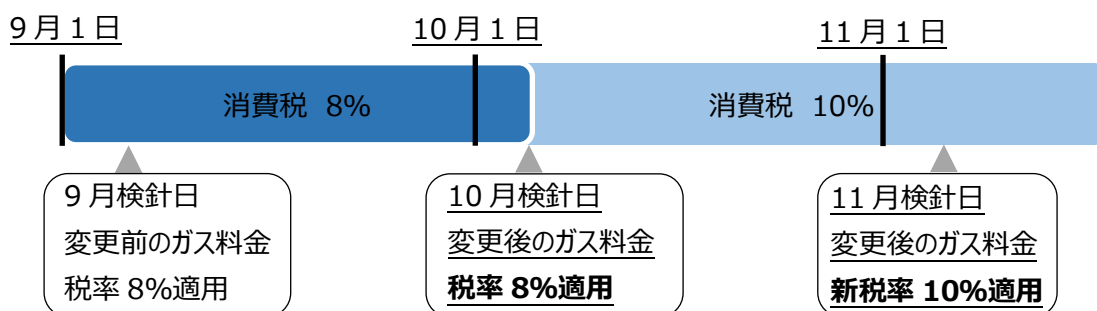 9月1日
10月1日
11月1日
消費税 8%
消費税 10%
9月検針日
変更前のガス料金
税率 8%適用
10月検針日
変更後のガス料金
税率 8%適用
11月検針日
変更後のガス料金
新税率 10%適用